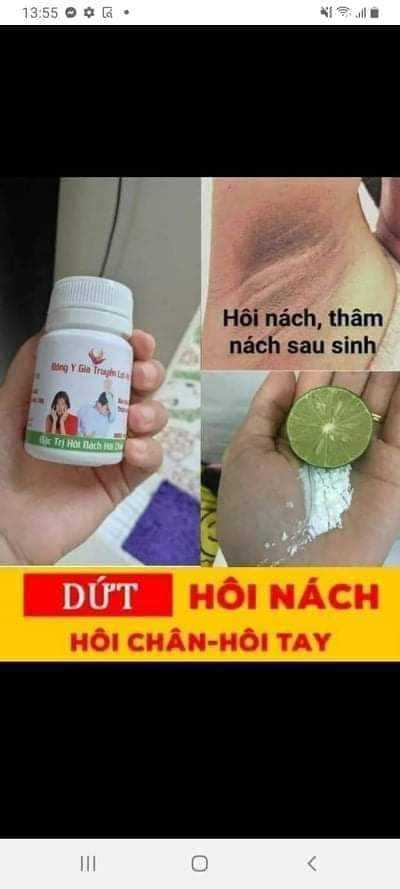 13:55
Đông Y Gia Truyền
Đặc Trị Hôi Nách Hôi
Hôi nách, thâm
nách sau sinh
DỨT HÔI NÁCH
HÔI CHÂN-HÔI TAY